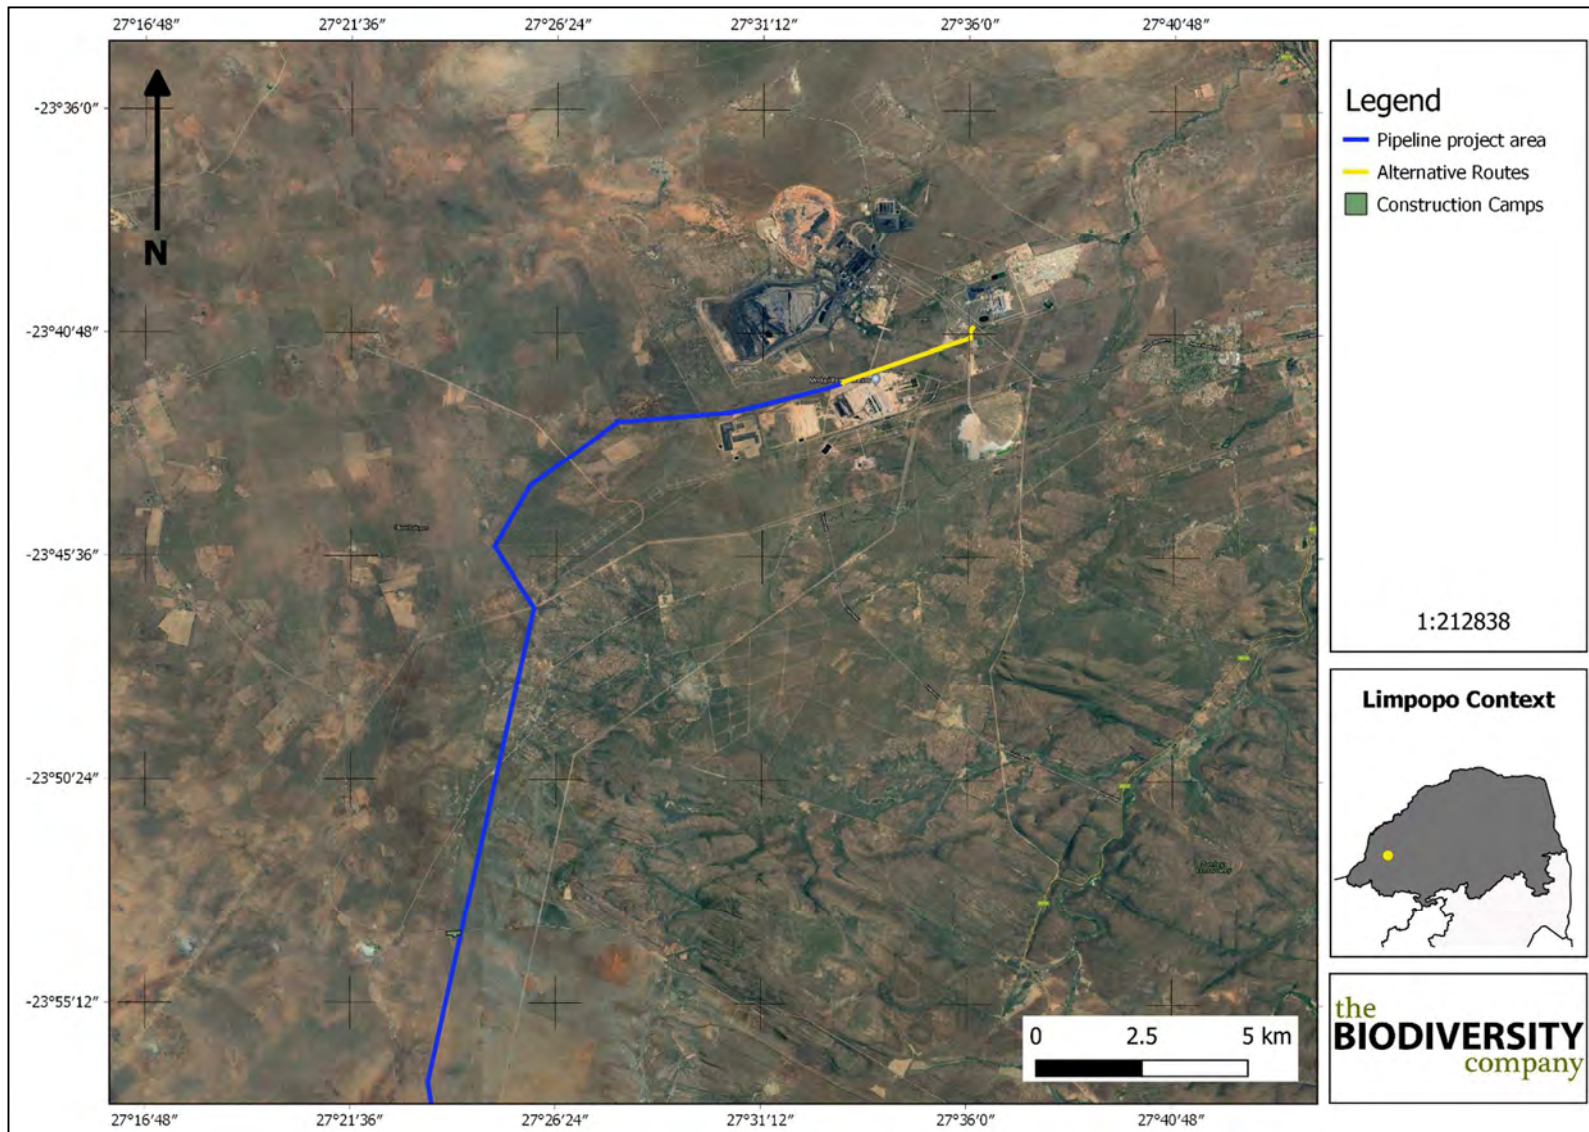 27°16′48″ 27°21′36″ 27°26′24″ 27°31′12″ 27°36′0″ 27°40′48″
-23°36′0″
-23°40′48″
-23°45′36″
-23°50′24″
-23°55′12″
N
27°16′48″ 27°21′36″ 27°26′24″ 27°31′12″ 27°36′0″ 27°40′48″
0 2.5 5 km
Legend
Pipeline project area
Alternative Routes
Construction Camps
1:212838
Limpopo Context
the
BIODIVERSITY
company